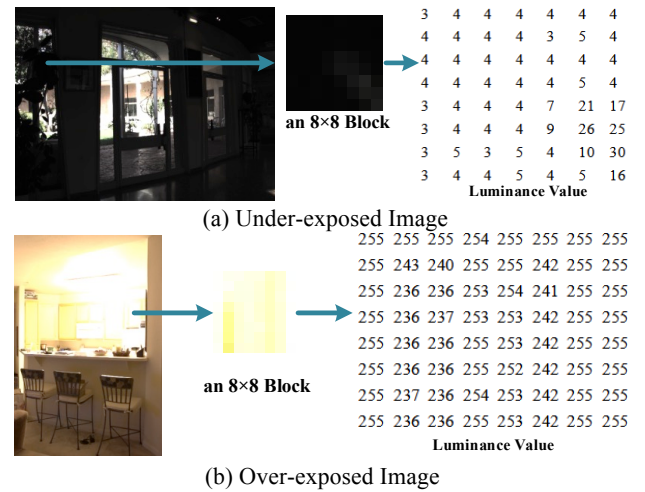 3 4 4 4 4 4 4
4 4 4 4 3 5 4
4 4 4 4 4 4 4
4 4 4 4 4 5 4
3 4 4 4 7 21 17
3 4 4 4 9 26 25
3 5 3 5 4 10 30
3 4 4 5 4 5 16
an 8×8 Block
Luminance Value
(a) Under-exposed Image
255 255 255 254 255 255 255 255
255 243 240 255 255 242 255 255
255 236 236 253 254 241 255 255
255 236 237 253 253 242 255 255
255 236 236 255 253 242 255 255
255 236 236 255 252 242 255 255
255 237 236 254 253 242 255 255
255 236 236 255 253 242 255 255
an 8×8 Block
Luminance Value
(b) Over-exposed Image